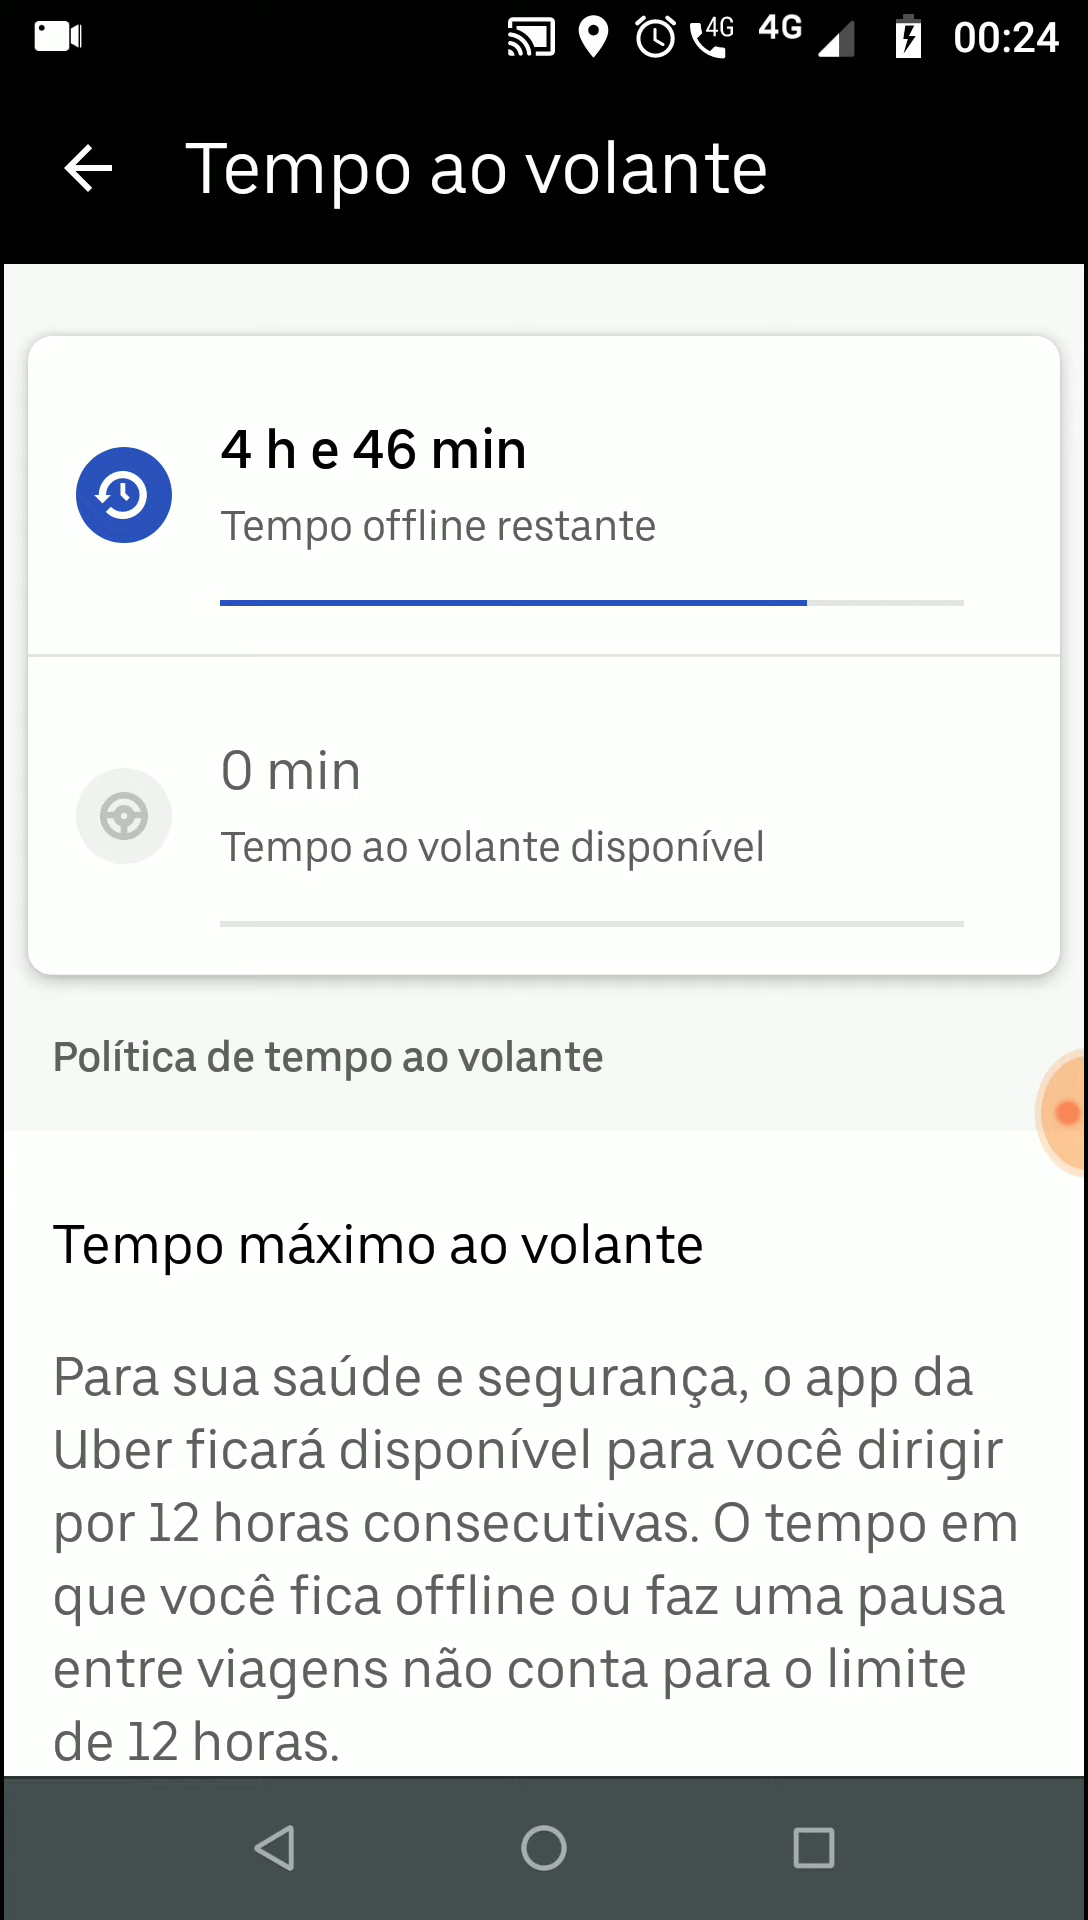 4G 4G 00:24
Tempo ao volante
4 h e 46 min
Tempo offline restante
0 min
Tempo ao volante disponível
Política de tempo ao volante
Tempo máximo ao volante
Para sua saúde e segurança, o app da
Uber ficará disponível para você dirigir
por 12 horas consecutivas. O tempo em
que você fica offline ou faz uma pausa
entre viagens não conta para o limite
de 12 horas.